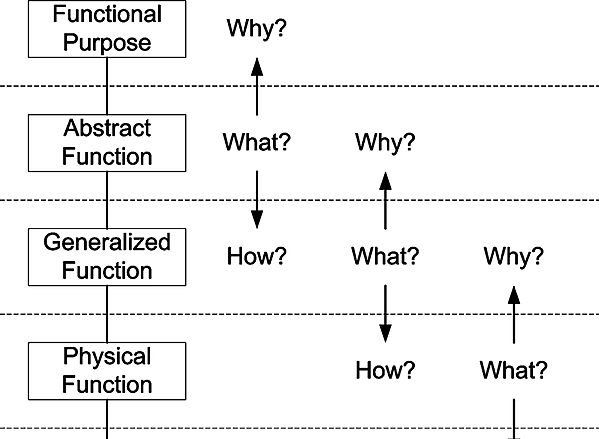 Functional
Purpose
Why?
Abstract
Function
What?
Why?
Generalized
Function
How?
What?
Why?
Physical
Function
How?
What?